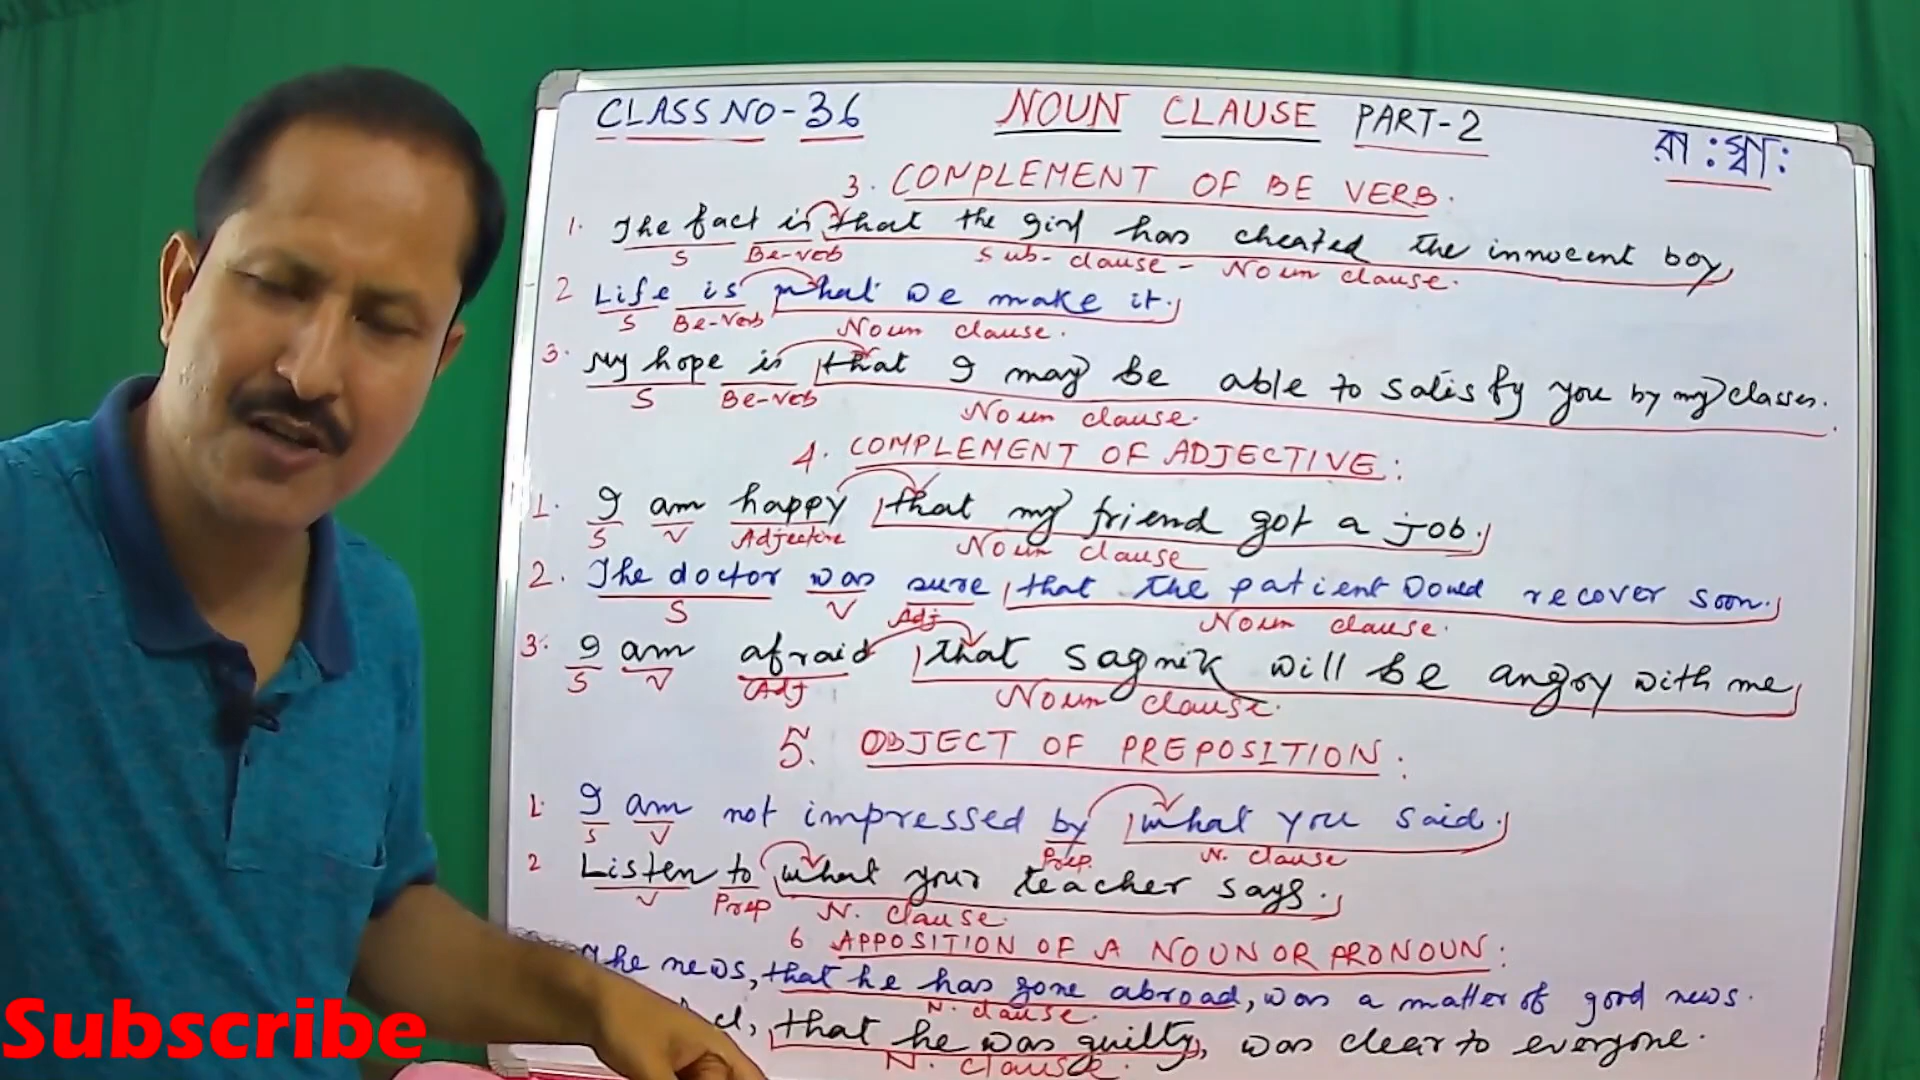 CLASS NO-36 NOUN CLAUSE PART-2
রা:স্বা:
3. COMPLEMENT OF BE VERB.
1. The fact is that the girl has cheated the innocent boy,
S Be-verb Sub-clause - Noun clause.
2 Life is what we make it.
S Be-Verb Noun clause.
3. My hope is that I may be able to satisfy you by my classes.
S Be-verb Noun clause.
4. COMPLEMENT OF ADJECTIVE:
1. I am happy that my friend got a job.
S V Adjective Noun clause
2. The doctor was sure that the patient would recover soon.
S V Adj Noun clause.
3. I am afraid that Sagnik will be angry with me
S V Adj Noun clause.
5. OBJECT OF PREPOSITION:
1. I am not impressed by what you said.
S V Prep. N. clause
2 Listen to what your teacher says.
V Prep N. clause.
6 APPOSITION OF A NOUN OR PRONOUN:
The news, that he has gone abroad, was a matter of good news.
N. clause.
that he was guilty, was clear to everyone.
N. clause.
Subscribe